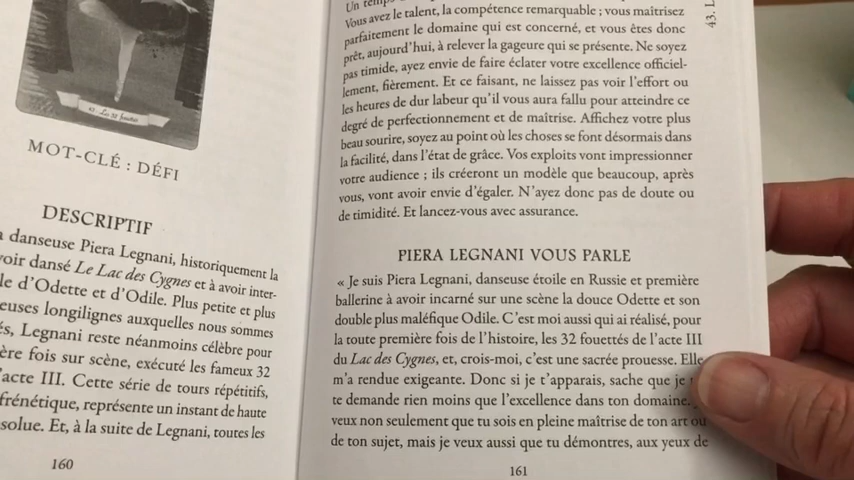 43. Les 32 fouettés
MOT-CLÉ : DÉFI
DESCRIPTIF
danseuse Piera Legnani, historiquement la
voir dansé Le Lac des Cygnes et à avoir inter-
le d'Odette et d'Odile. Plus petite et plus
euses longilignes auxquelles nous sommes
és, Legnani reste néanmoins célèbre pour
ère fois sur scène, exécuté les fameux 32
'acte III. Cette série de tours répétitifs,
frénétique, représente un instant de haute
solue. Et, à la suite de Legnani, toutes les
160
43. L
Un temps
Vous avez le talent, la compétence remarquable ; vous maîtrisez
parfaitement le domaine qui est concerné, et vous êtes donc
prêt, aujourd'hui, à relever la gageure qui se présente. Ne soyez
pas timide, ayez envie de faire éclater votre excellence officiel-
lement, fièrement. Et ce faisant, ne laissez pas voir l'effort ou
les heures de dur labeur qu'il vous aura fallu pour atteindre ce
degré de perfectionnement et de maîtrise. Affichez votre plus
beau sourire, soyez au point où les choses se font désormais dans
la facilité, dans l'état de grâce. Vos exploits vont impressionner
votre audience ; ils créeront un modèle que beaucoup, après
vous, vont avoir envie d'égaler. N'ayez donc pas de doute ou
de timidité. Et lancez-vous avec assurance.
PIERA LEGNANI VOUS PARLE
« Je suis Piera Legnani, danseuse étoile en Russie et première
ballerine à avoir incarné sur une scène la douce Odette et son
double plus maléfique Odile. C'est moi aussi qui ai réalisé, pour
la toute première fois de l'histoire, les 32 fouettés de l'acte III
du Lac des Cygnes, et, crois-moi, c'est une sacrée prouesse. Elle
m'a rendue exigeante. Donc si je t'apparais, sache que je
te demande rien moins que l'excellence dans ton domaine.
veux non seulement que tu sois en pleine maîtrise de ton art ou
de ton sujet, mais je veux aussi que tu démontres, aux yeux de
161